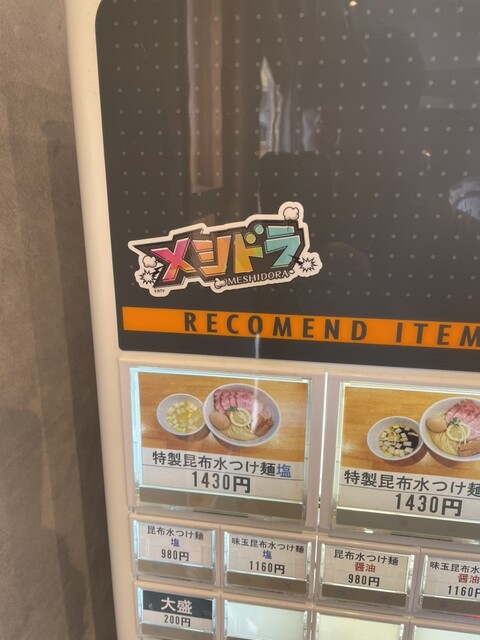 メシドラ
MESHIDORA
RECOMEND ITEM
特製昆布水つけ麺塩
1430円
特製昆布水つけ麺
1430円
昆布水つけ麺
塩
980円
味玉昆布水つけ麺
塩
1160円
昆布水つけ麺
醤油
980円
味玉昆布水
醤油
1160円
大盛
200円